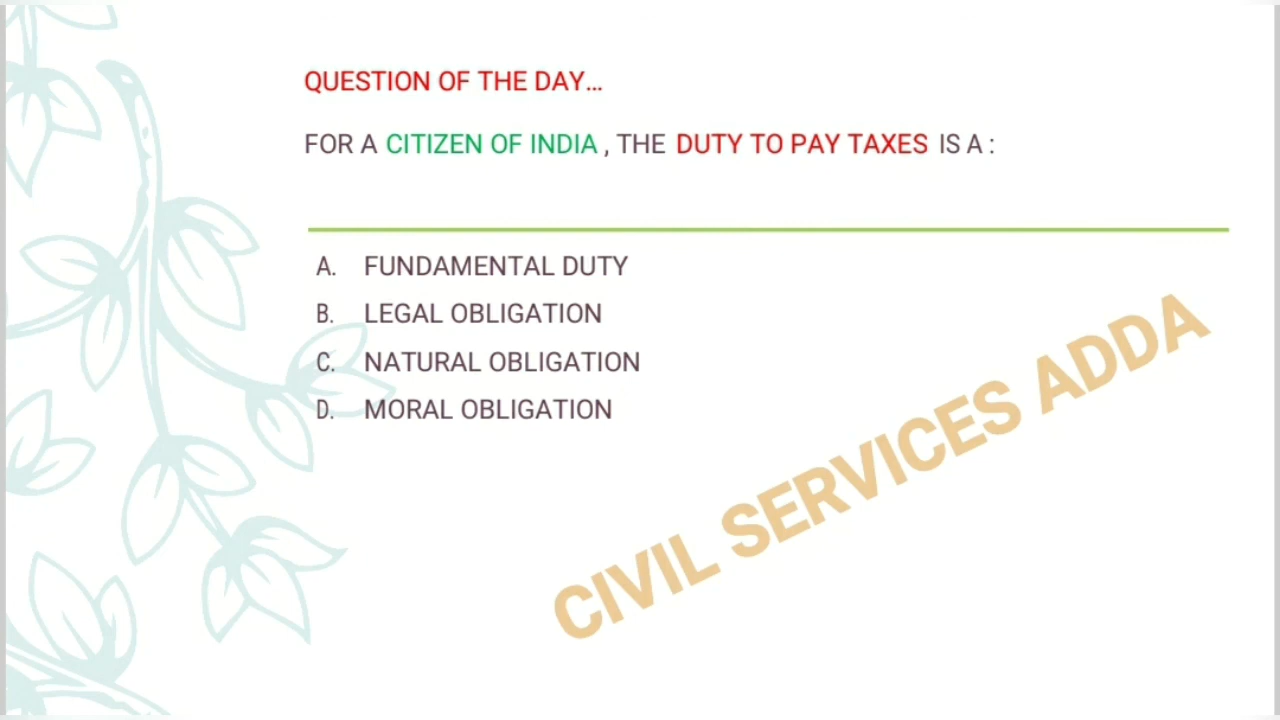 QUESTION OF THE DAY...
FOR A CITIZEN OF INDIA , THE DUTY TO PAY TAXES IS A :
A. FUNDAMENTAL DUTY
B. LEGAL OBLIGATION
C. NATURAL OBLIGATION
D. MORAL OBLIGATION
CIVIL SERVICES ADDA